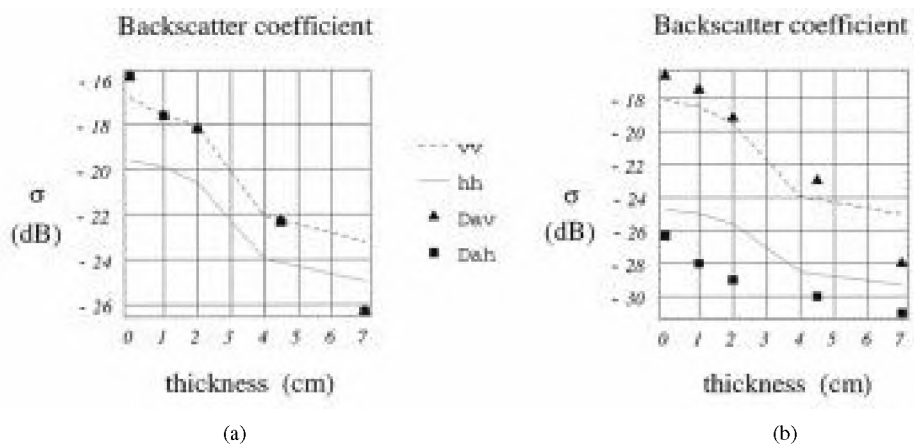 Backscatter coefficient
- 16
- 18
- 20
- 22
- 24
- 26
σ
(dB)
0 1 2 3 4 5 6 7
thickness (cm)
(a)
vv
hh
Dav
Dah
Backscatter coefficient
- 18
- 20
- 22
- 24
- 26
- 28
- 30
σ
(dB)
0 1 2 3 4 5 6 7
thickness (cm)
(b)